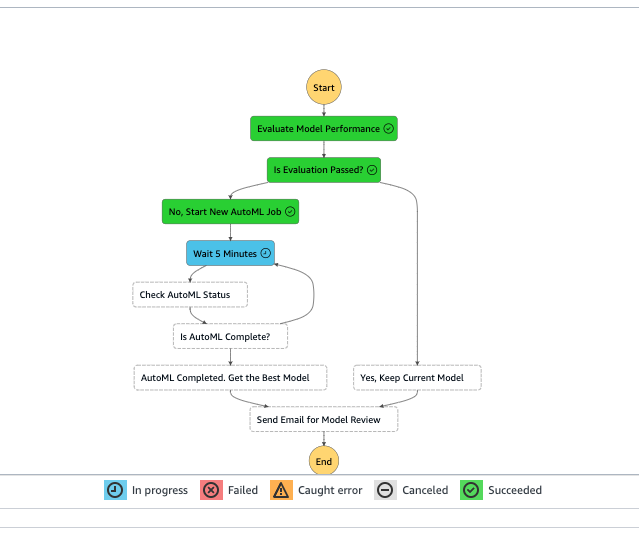 Start
Evaluate Model Performance
Is Evaluation Passed?
No, Start New AutoML Job
Wait 5 Minutes
Check AutoML Status
Is AutoML Complete?
AutoML Completed. Get the Best Model
Yes, Keep Current Model
Send Email for Model Review
End
In progress
Failed
Caught error
Canceled
Succeeded